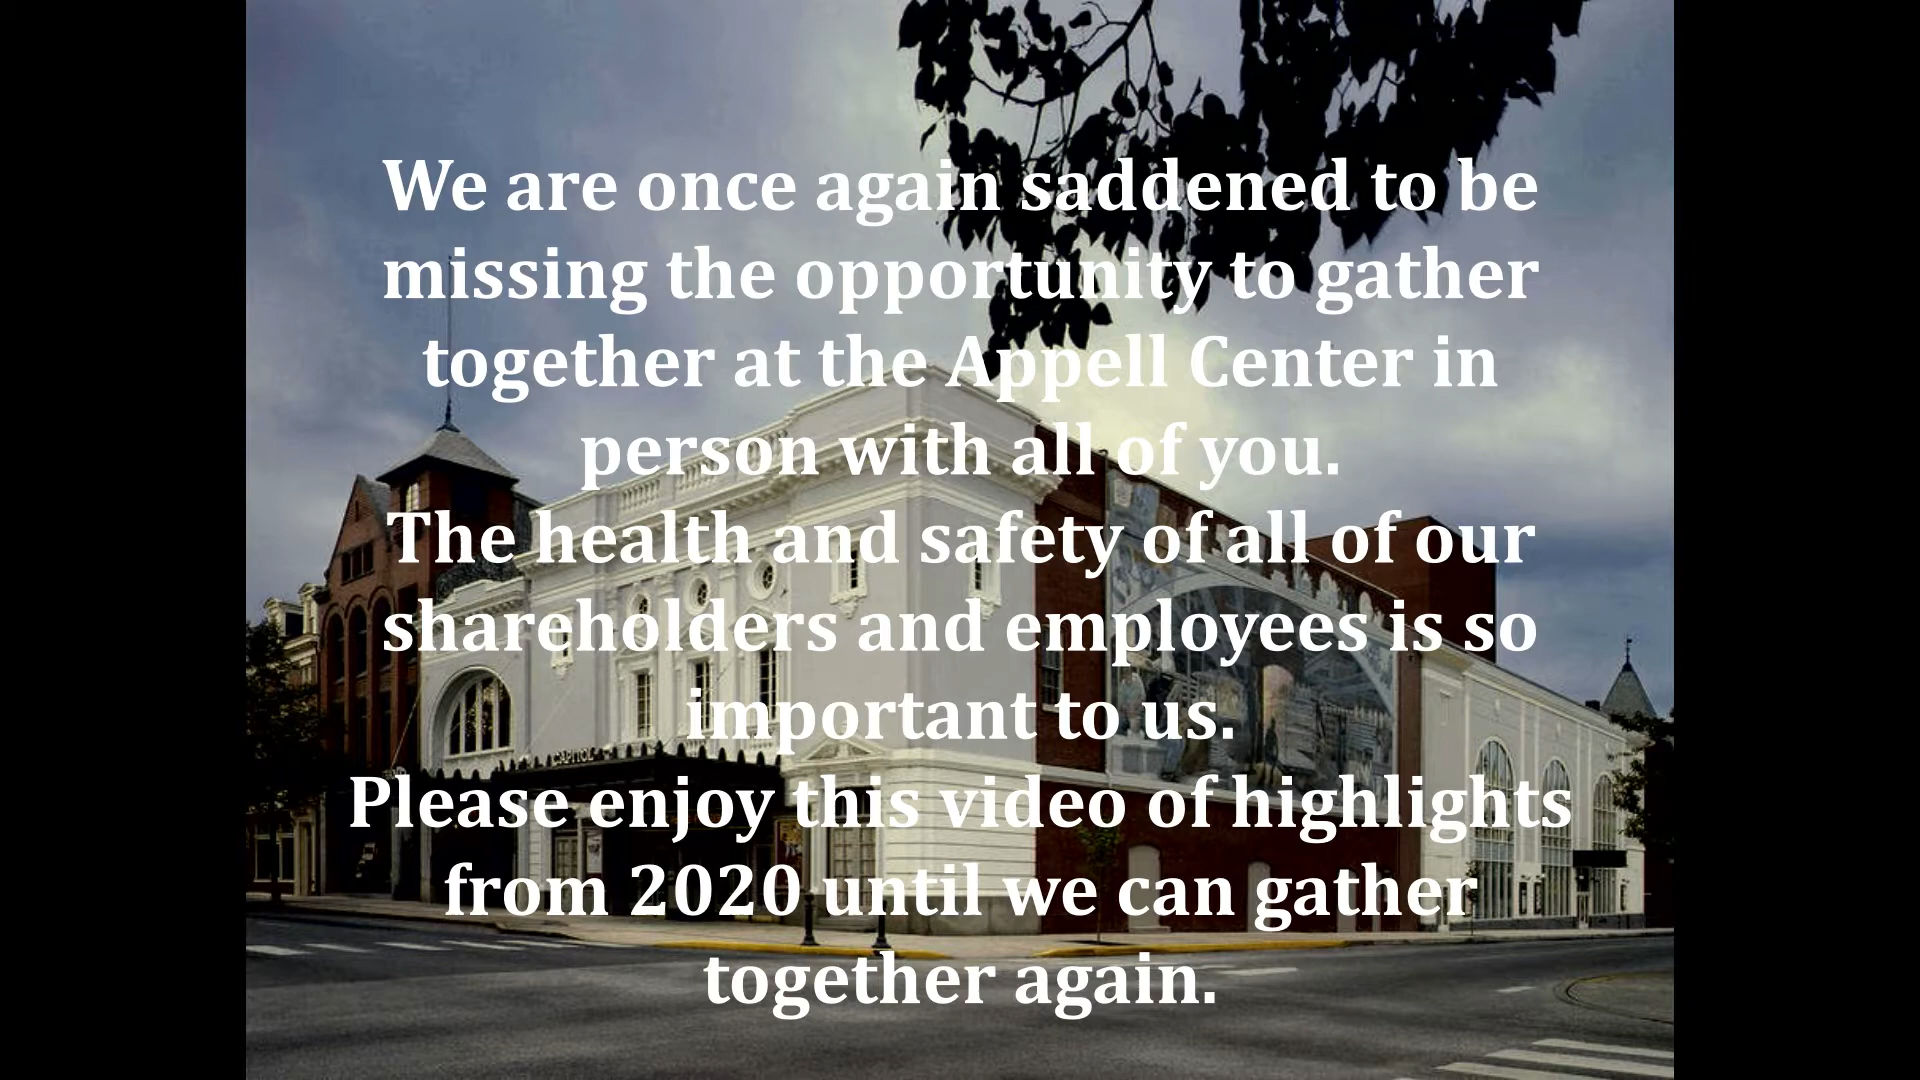 We are once again saddened to be
missing the opportunity to gather
together at the Appell Center in
person with all of you.
The health and safety of all of our
shareholders and employees is so
important to us.
Please enjoy this video of highlights
from 2020 until we can gather
together again.
CAPITOL